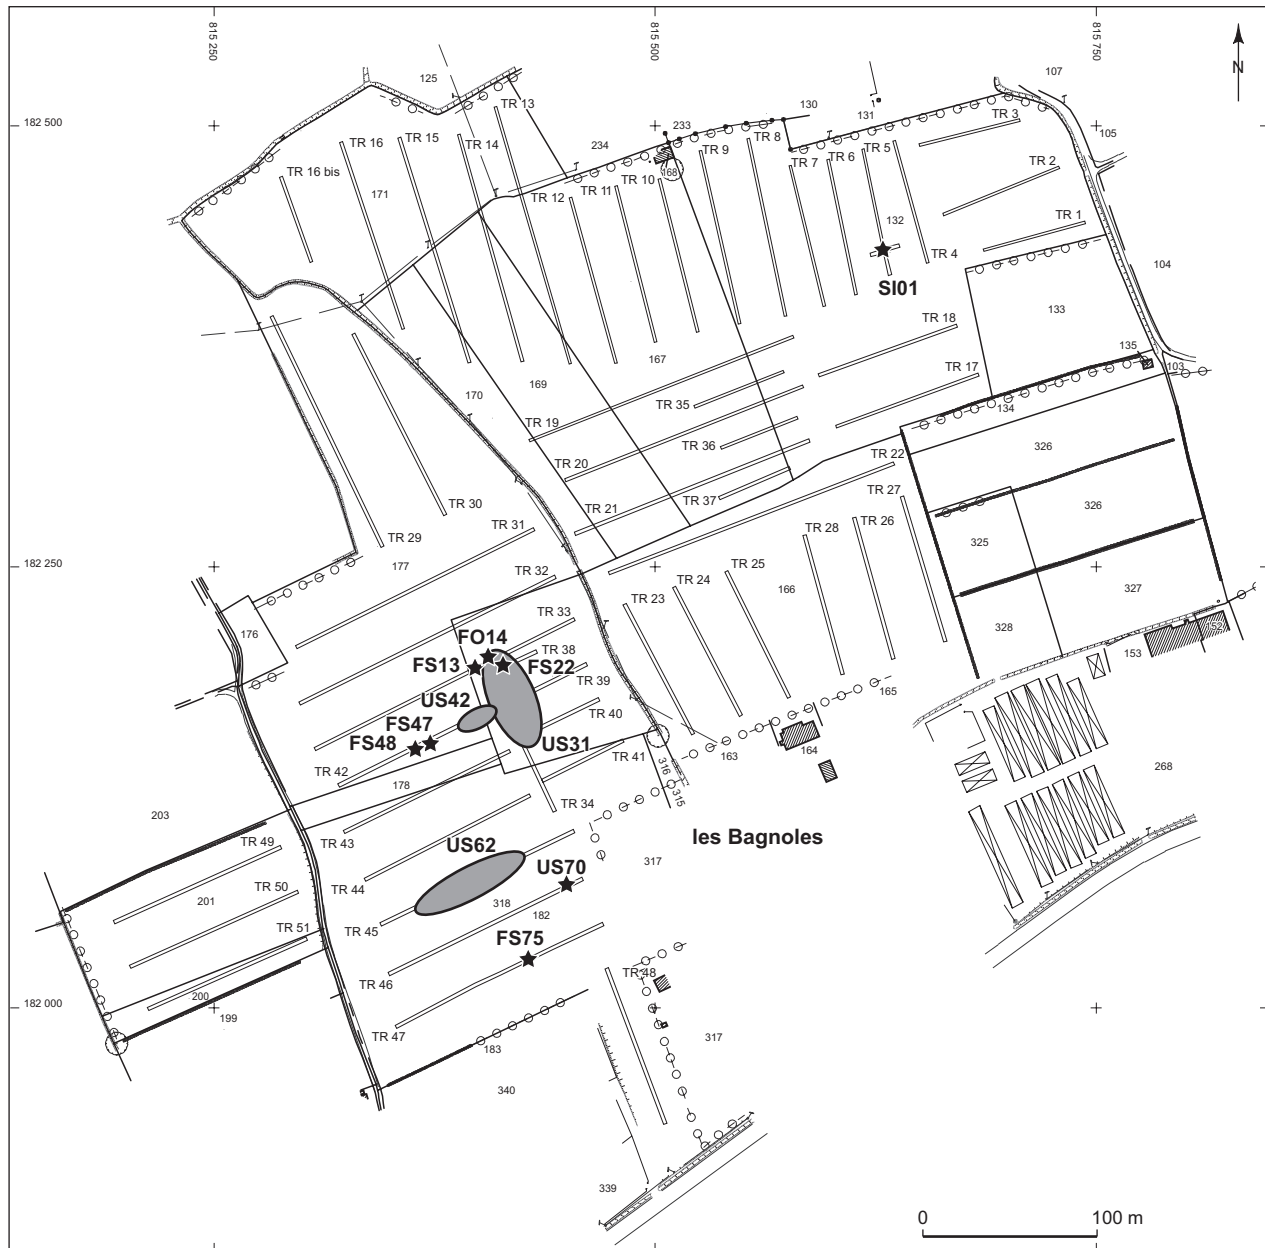 815 250
815 500
815 750
N
107
125
TR 13
130
131
TR 3
105
182 500
233
TR 16
TR 15
TR 14
234
TR 9
TR 8
TR 7
TR 6
TR 5
TR 2
168
TR 16 bis
171
TR 12
TR 11
TR 10
132
TR 1
TR 4
104
SI01
133
TR 18
135
167
103
170
169
TR 17
TR 35
134
TR 19
TR 36
326
TR 22
TR 20
TR 27
TR 37
TR 30
TR 21
TR 28
TR 26
326
TR 31
TR 29
325
182 250
177
TR 32
TR 25
166
TR 24
TR 23
327
TR 33
176
328
152
FO14
TR 38
153
FS13
FS22
TR 39
165
US42
TR 40
FS47
US31
FS48
TR 41
163
164
316
268
TR 42
178
315
TR 34
203
TR 43
les Bagnoles
TR 49
US62
317
TR 44
US70
TR 50
201
318
182
TR 45
TR 51
FS75
TR 48
TR 46
182 000
200
199
TR 47
183
317
340
339
0
100 m